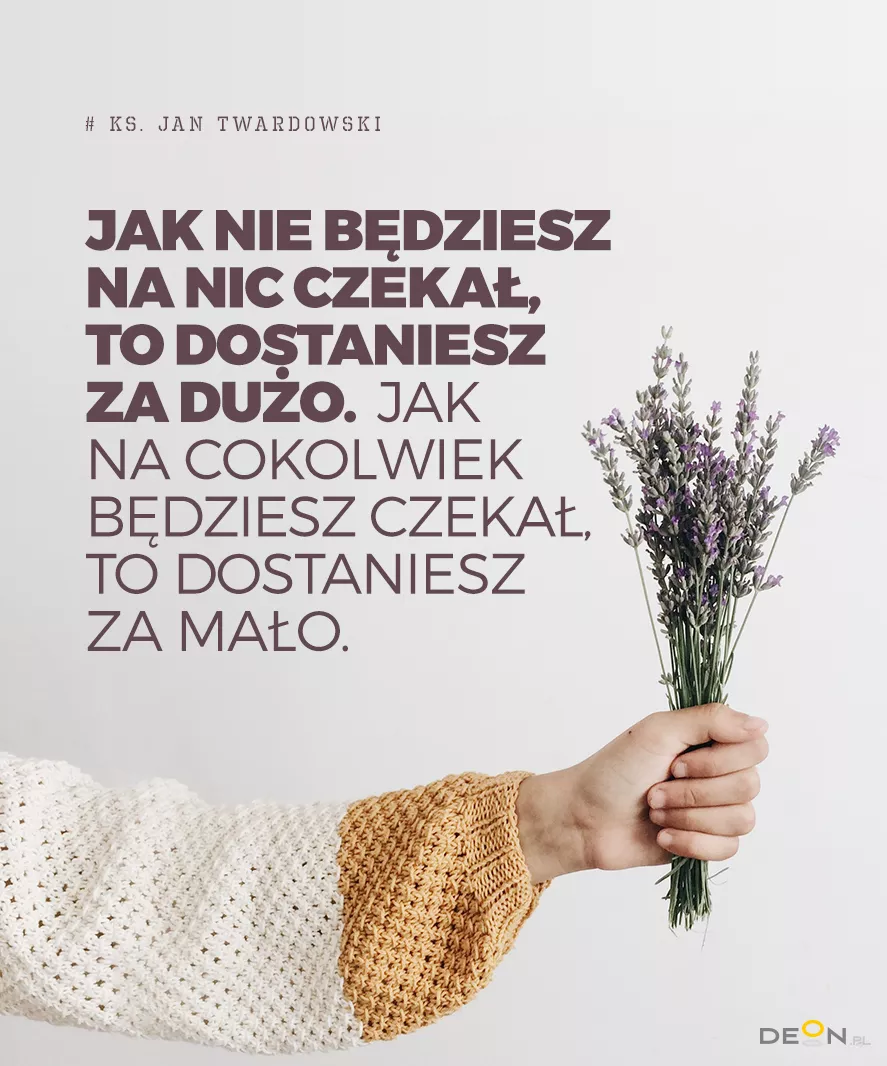 # KS. JAN TWARDOWSKI
JAK NIE BĘDZIESZ
NA NIC CZEKAŁ,
TO DOSTANIESZ
ZA DUŻO. JAK
NA COKOLWIEK
BĘDZIESZ CZEKAŁ,
TO DOSTANIESZ
ZA MAŁO.
DEON.PL